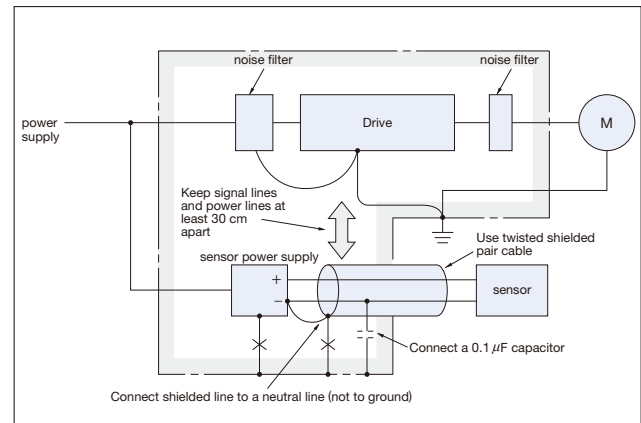 noise filter
noise filter
power
supply
Drive
M
Keep signal lines
and power lines at
least 30 cm
apart
Use twisted shielded
pair cable
sensor power supply
+
−
sensor
Connect a 0.1 μF capacitor
Connect shielded line to a neutral line (not to ground)